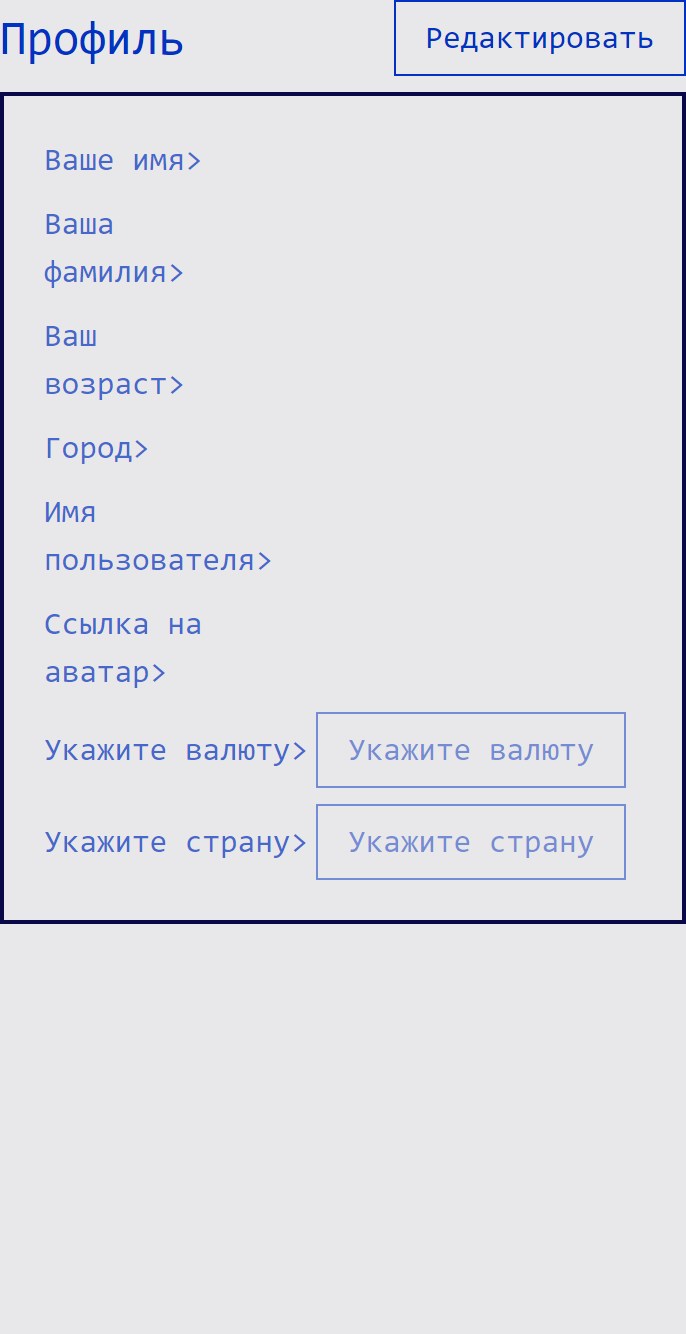 Профиль
Редактировать
Ваше имя>
Ваша
фамилия>
Ваш
возраст>
Город>
Имя
пользователя>
Ссылка на
аватар>
Укажите валюту> Укажите валюту
Укажите страну> Укажите страну